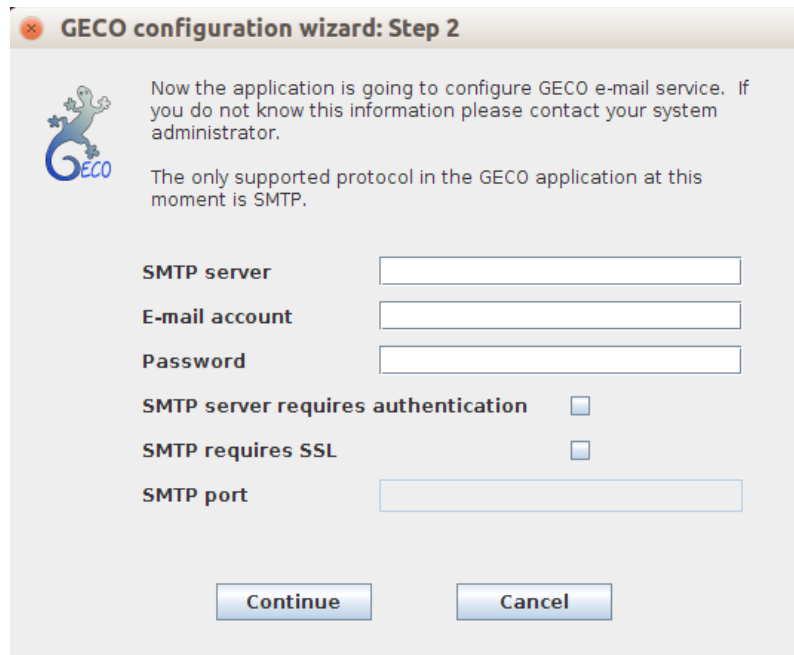 GECO configuration wizard: Step 2
Now the application is going to configure GECO e-mail service. If
you do not know this information please contact your system
administrator.
GECO
The only supported protocol in the GECO application at this
moment is SMTP.
SMTP server
E-mail account
Password
SMTP server requires authentication
SMTP requires SSL
SMTP port
Continue
Cancel